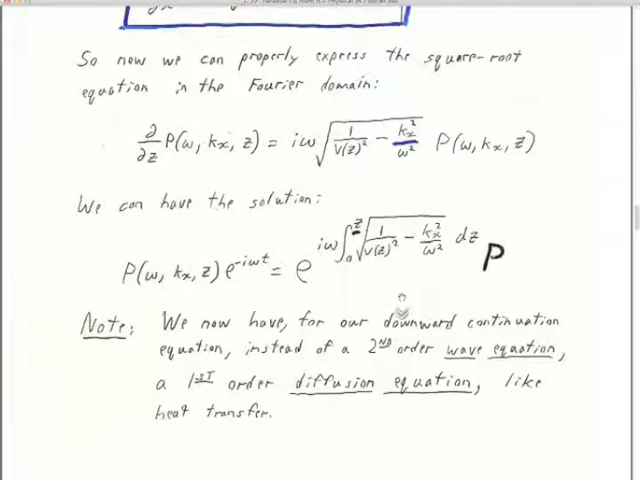 So now we can properly express the square-root
equation in the Fourier domain:
∂/∂z P(ω, kₓ, z) = iω √(1/V(z)² − kₓ²/ω²) P(ω, kₓ, z)
We can have the solution:
P(ω, kₓ, z) e^(−iωt) = e^(iω ∫₀^z √(1/V(z)² − kₓ²/ω²) dz) P
Note: We now have, for our downward continuation
equation, instead of a 2ND order wave equation,
a 1ST order diffusion equation, like
heat transfer.